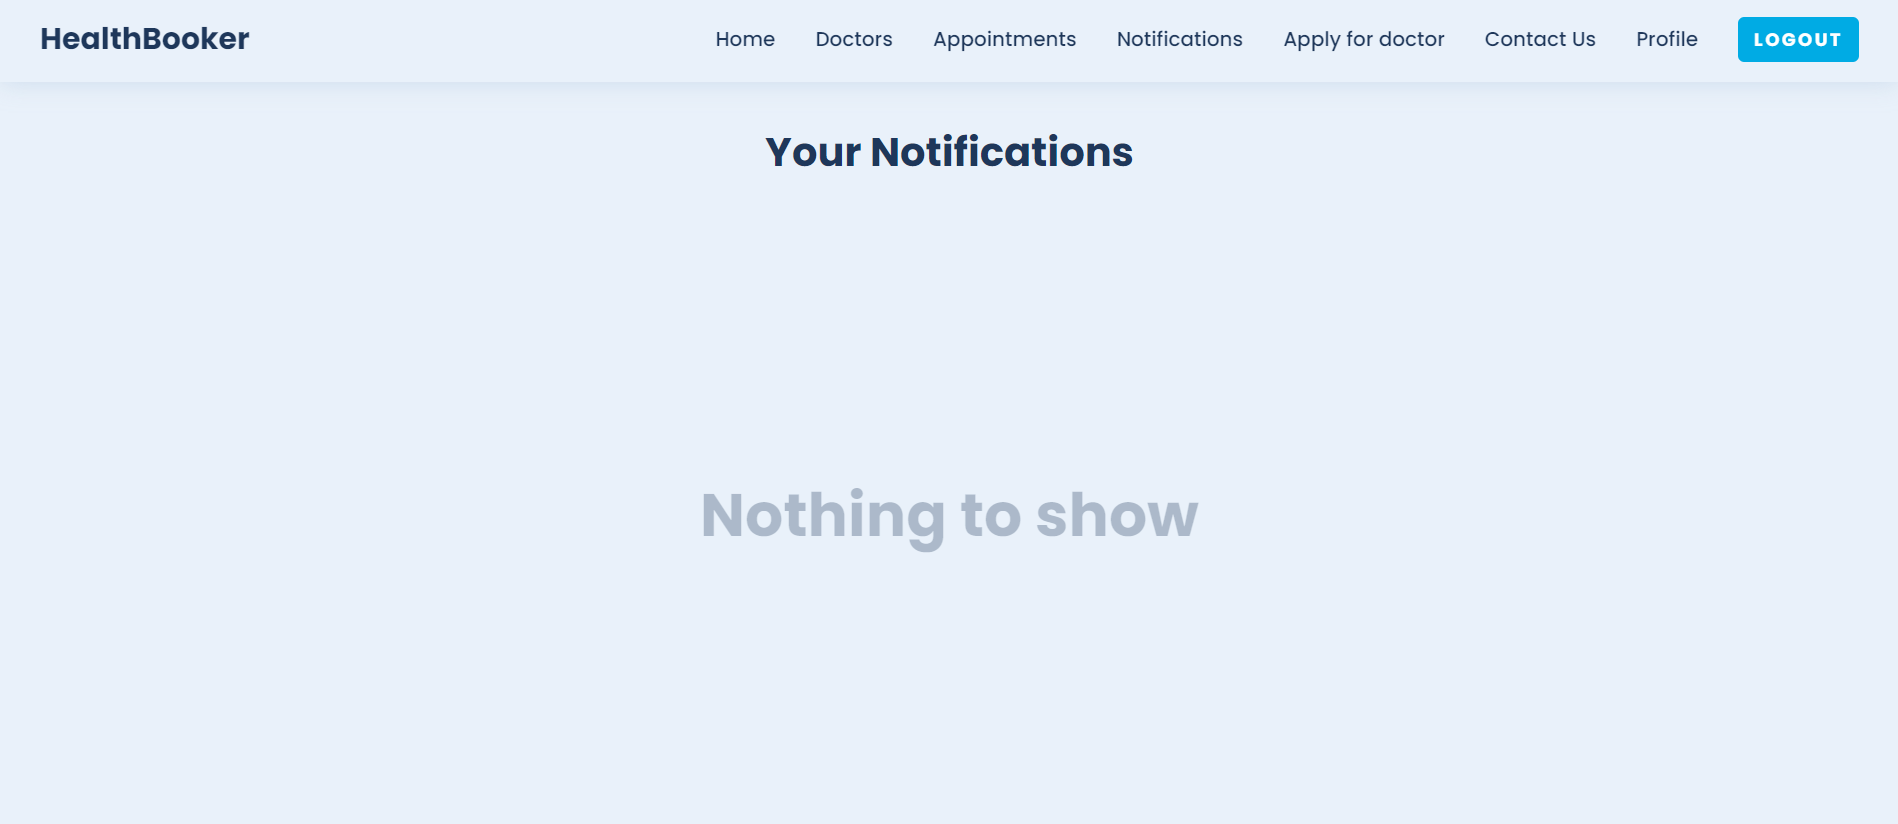 HealthBooker Home Doctors Appointments Notifications Apply for doctor Contact Us Profile LOGOUT
Your Notifications
Nothing to show